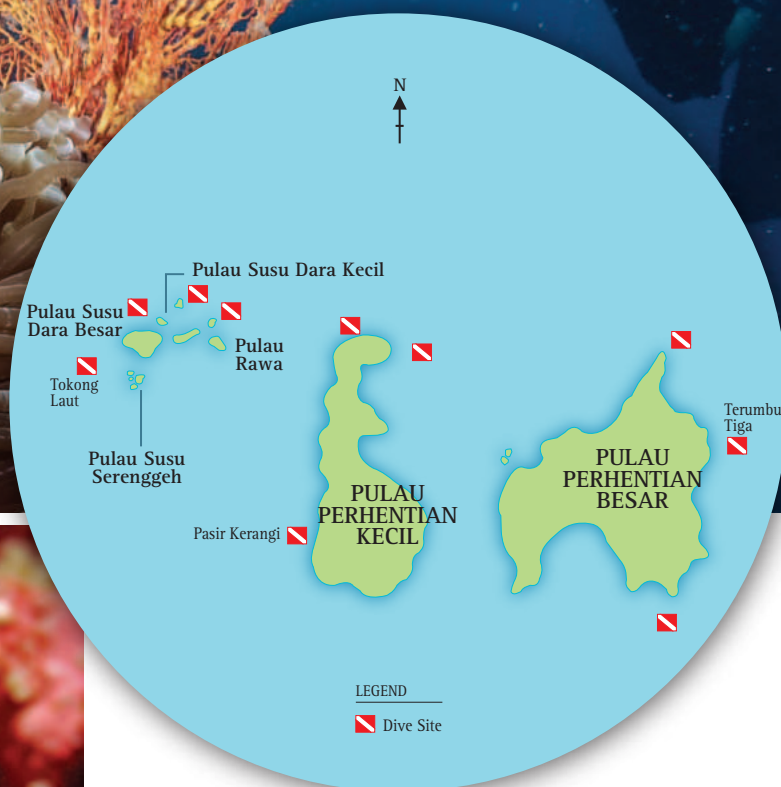 N
Pulau Susu Dara Kecil
Pulau Susu
Dara Besar
Pulau
Rawa
Tokong
Laut
Pulau Susu
Serenggeh
Terumbu
Tiga
PULAU
PERHENTIAN
BESAR
PULAU
PERHENTIAN
KECIL
Pasir Kerangi
LEGEND
Dive Site